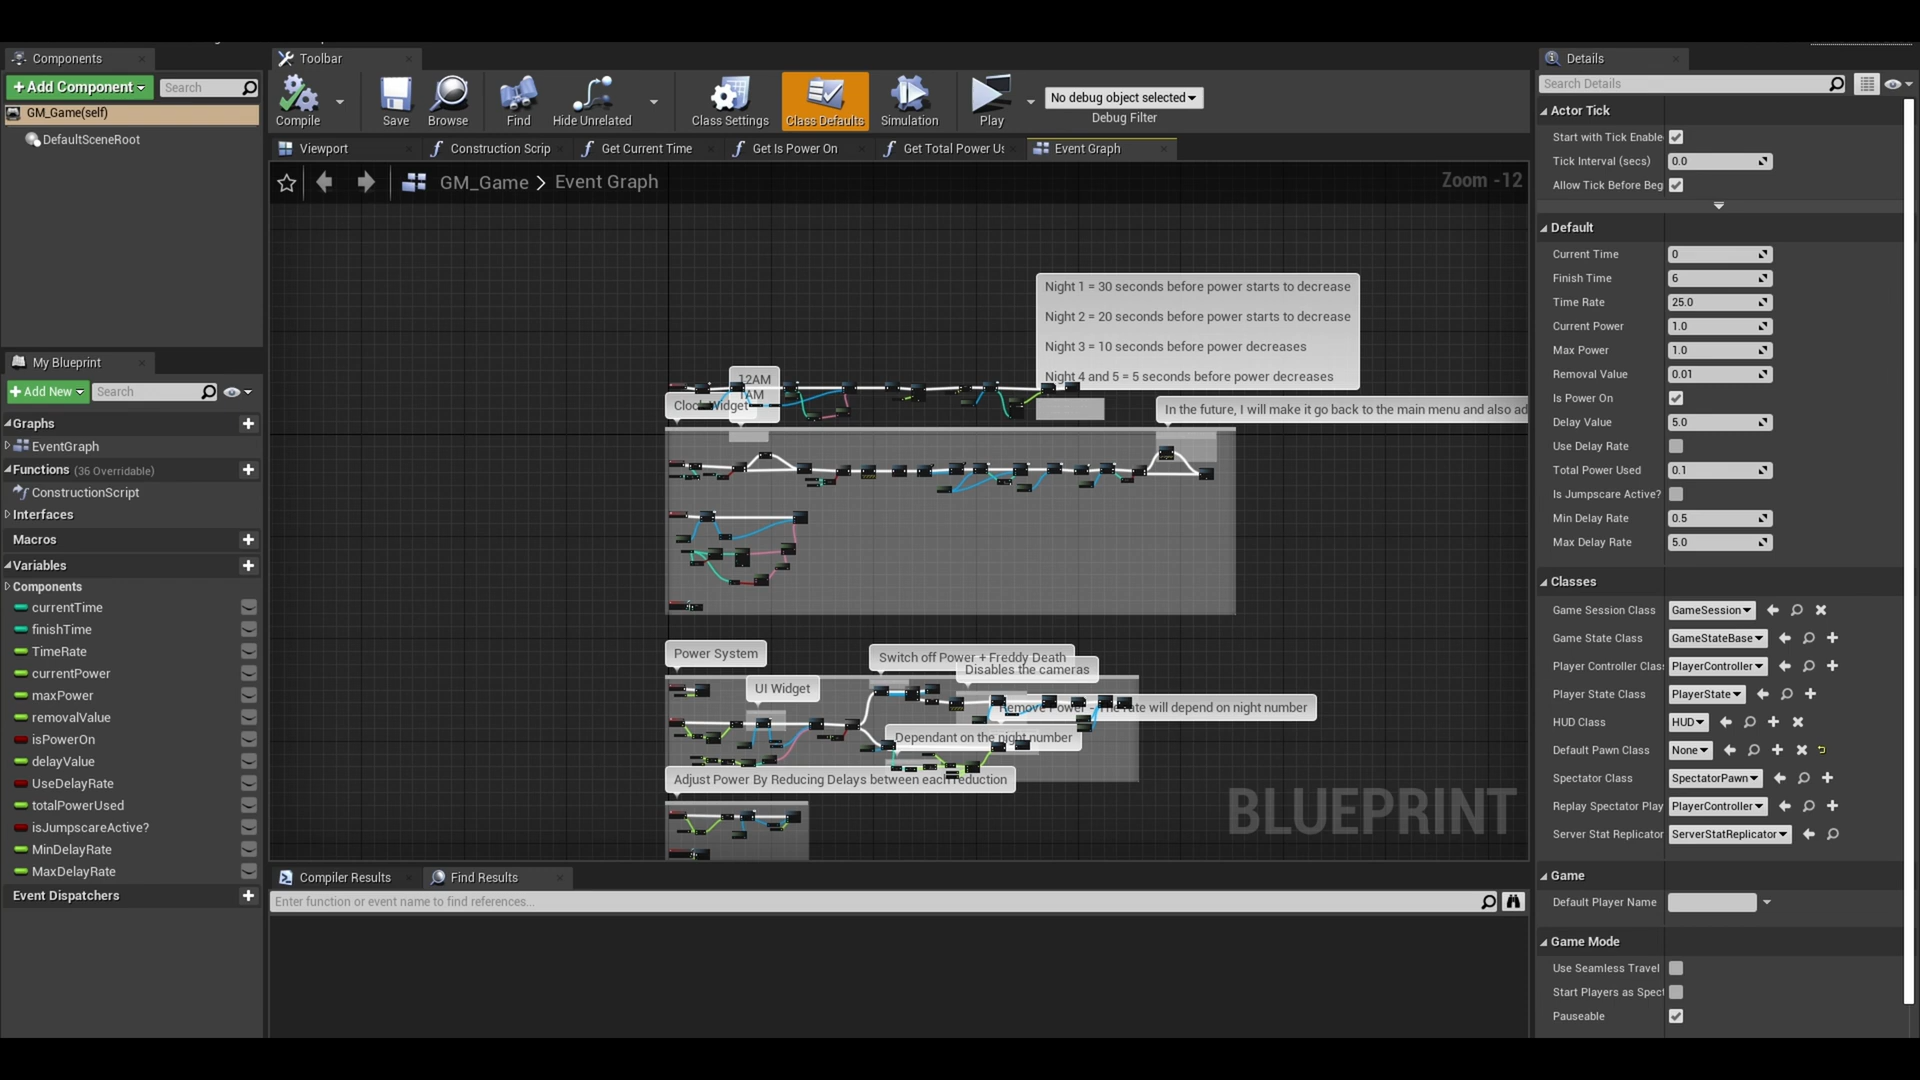 Components
Toolbar
Details
+Add Component
Search
GM_Game(self)
DefaultSceneRoot
Compile
Save
Browse
Find
Hide Unrelated
Class Settings
Class Defaults
Simulation
Play
No debug object selected
Debug Filter
Viewport
Construction Scrip
Get Current Time
Get Is Power On
Get Total Power Us
Event Graph
GM_Game > Event Graph
Zoom -12
Night 1 = 30 seconds before power starts to decrease
Night 2 = 20 seconds before power starts to decrease
Night 3 = 10 seconds before power decreases
Night 4 and 5 = 5 seconds before power decreases
12AM
1AM
Clock Widget
In the future, I will make it go back to the main menu and also ad
Power System
Switch off Power + Freddy Death
Disables the cameras
UI Widget
Remove Power - The rate will depend on night number
Dependant on the night number
Adjust Power By Reducing Delays between each reduction
BLUEPRINT
My Blueprint
+Add New
Search
Graphs
EventGraph
Functions (36 Overridable)
ConstructionScript
Interfaces
Macros
Variables
Components
currentTime
finishTime
TimeRate
currentPower
maxPower
removalValue
isPowerOn
delayValue
UseDelayRate
totalPowerUsed
isJumpscareActive?
MinDelayRate
MaxDelayRate
Event Dispatchers
Compiler Results
Find Results
Enter function or event name to find references...
Search Details
Actor Tick
Start with Tick Enable
Tick Interval (secs) 0.0
Allow Tick Before Beg
Default
Current Time 0
Finish Time 6
Time Rate 25.0
Current Power 1.0
Max Power 1.0
Removal Value 0.01
Is Power On
Delay Value 5.0
Use Delay Rate
Total Power Used 0.1
Is Jumpscare Active?
Min Delay Rate 0.5
Max Delay Rate 5.0
Classes
Game Session Class GameSession
Game State Class GameStateBase
Player Controller Clas PlayerController
Player State Class PlayerState
HUD Class HUD
Default Pawn Class None
Spectator Class SpectatorPawn
Replay Spectator Play PlayerController
Server Stat Replicator ServerStatReplicator
Game
Default Player Name
Game Mode
Use Seamless Travel
Start Players as Spect
Pauseable